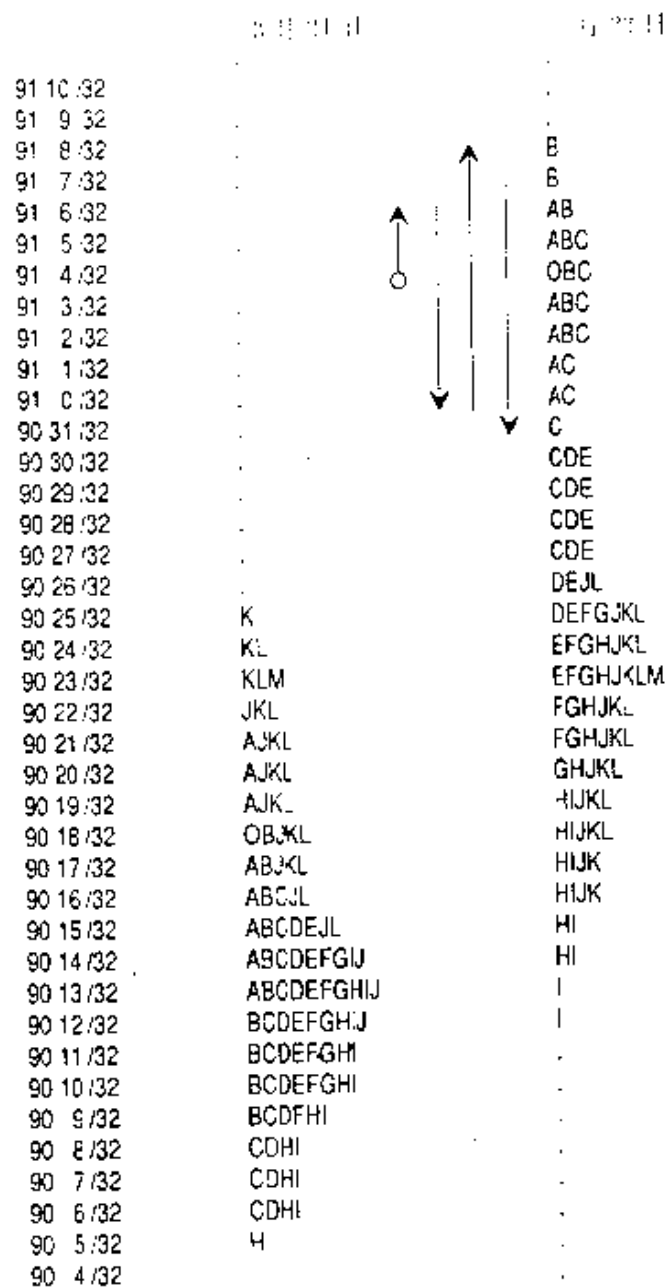 91 10/32
91 9/32
91 8/32 B
91 7/32 B
91 6/32 AB
91 5/32 ABC
91 4/32 OBC
91 3/32 ABC
91 2/32 ABC
91 1/32 AC
91 0/32 AC
90 31/32 C
90 30/32 CDE
90 29/32 CDE
90 28/32 CDE
90 27/32 CDE
90 26/32 DEJL
90 25/32 K DEFGJKL
90 24/32 KL EFGHJKL
90 23/32 KLM EFGHJKLM
90 22/32 JKL FGHJKL
90 21/32 AJKL FGHJKL
90 20/32 AJKL GHJKL
90 19/32 AJKL HIJKL
90 18/32 OBJKL HIJKL
90 17/32 ABJKL HIJK
90 16/32 ABCJL HIJK
90 15/32 ABCDEJL HI
90 14/32 ABCDEFGIJ HI
90 13/32 ABCDEFGHIJ I
90 12/32 BCDEFGHIJ I
90 11/32 BCDEFGHI
90 10/32 BCDEFGHI
90 9/32 BCDFHI
90 8/32 CDHI
90 7/32 CDHI
90 6/32 CDHI
90 5/32 H
90 4/32